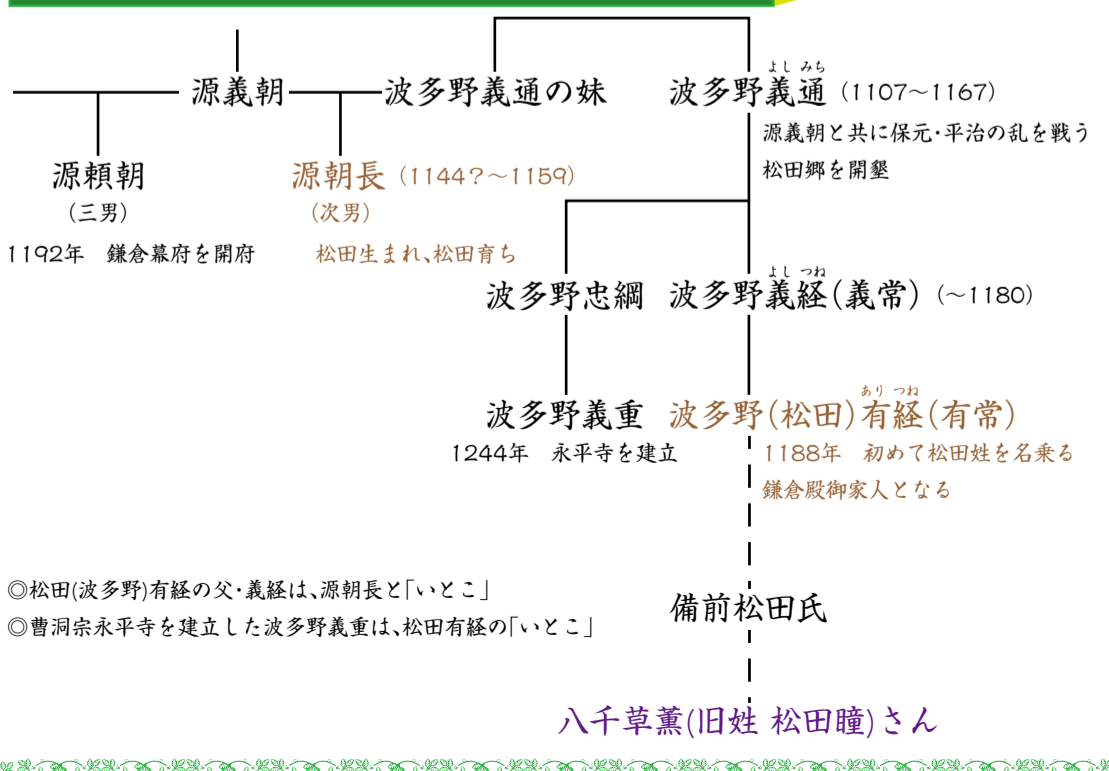 源義朝 波多野義通の妹 波多野義通 (1107~1167)
よしみち
源義朝と共に保元・平治の乱を戦う
松田郷を開墾
源頼朝 源朝長 (1144?~1159)
(三男) (次男)
1192年 鎌倉幕府を開府 松田生まれ、松田育ち
よしつね
波多野忠綱 波多野義経(義常) (~1180)
ありつね
波多野義重 波多野(松田)有経(有常)
1244年 永平寺を建立 1188年 初めて松田姓を名乗る
鎌倉殿御家人となる
◎松田(波多野)有経の父・義経は、源朝長と「いとこ」
◎曹洞宗永平寺を建立した波多野義重は、松田有経の「いとこ」
備前松田氏
八千草薫(旧姓 松田瞳)さん